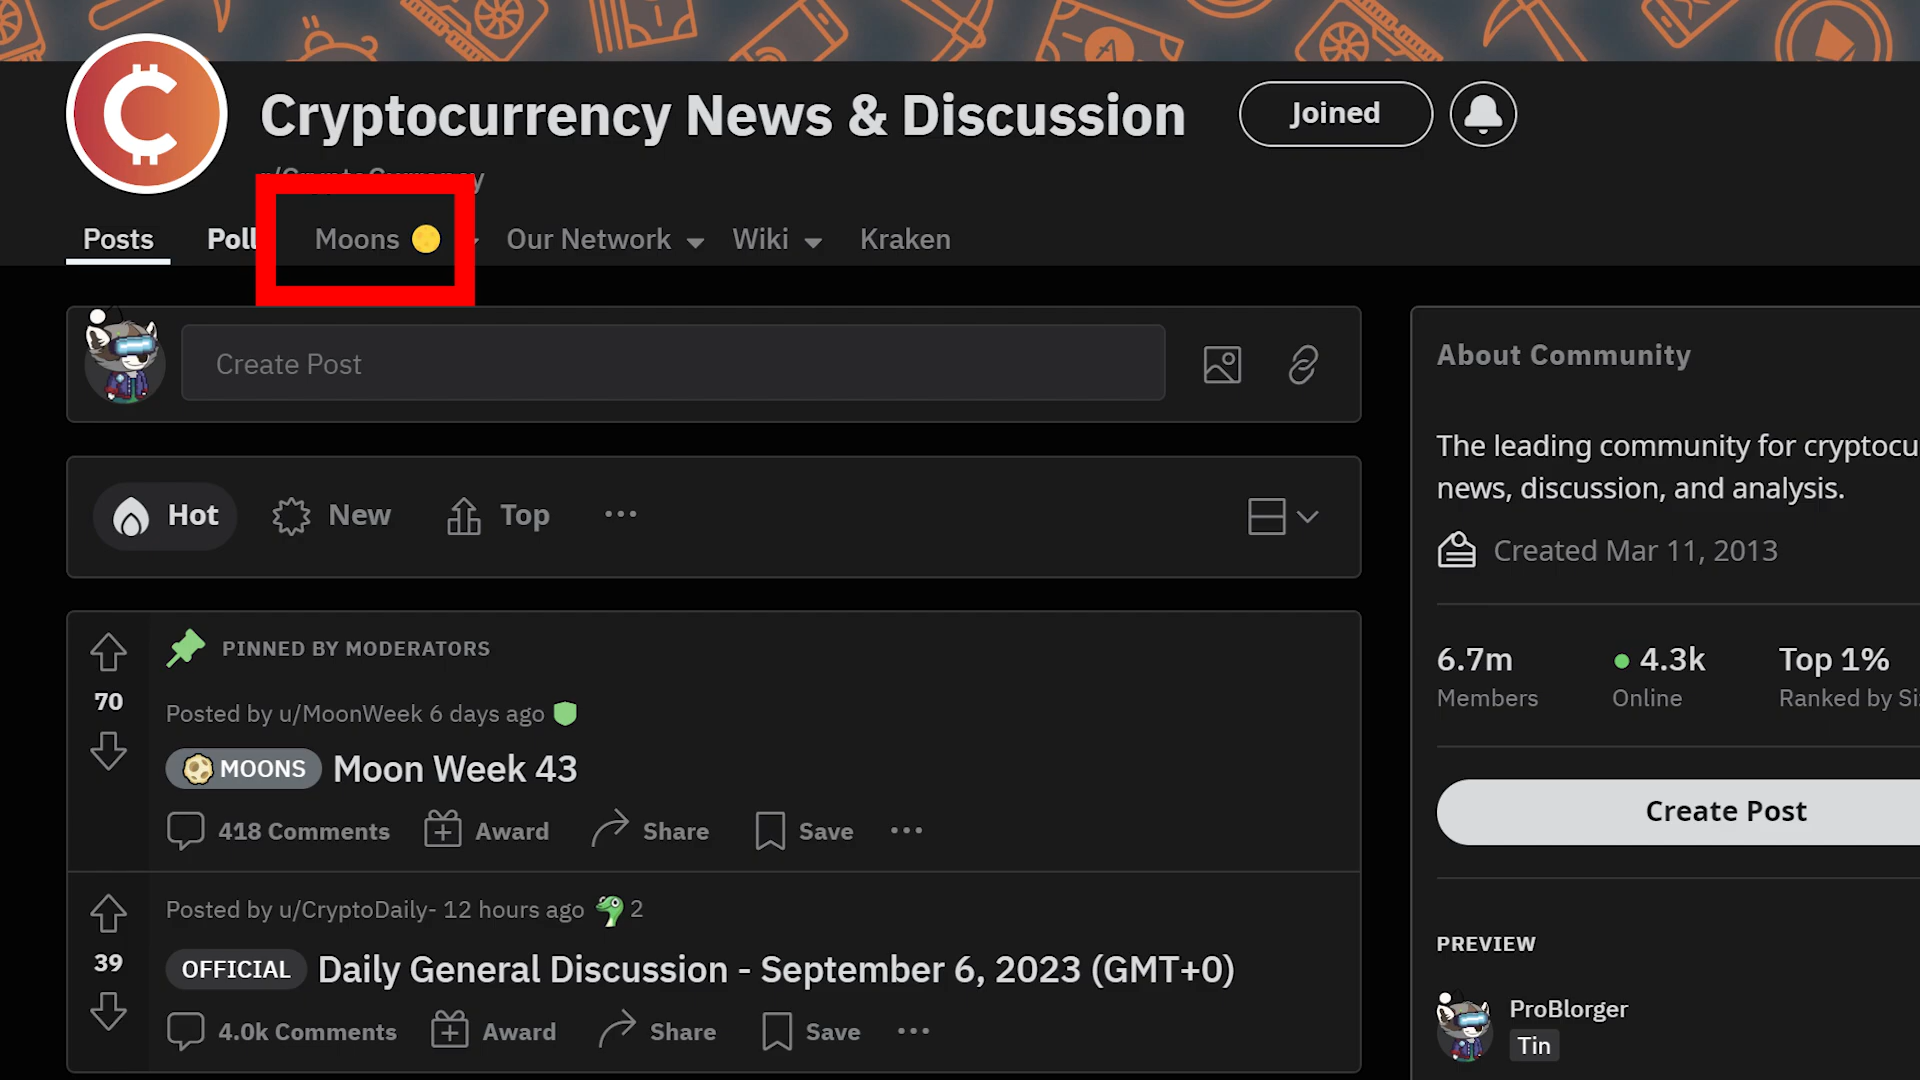 Cryptocurrency News & Discussion
Joined
r/CryptoCurrency
Posts
Poll
Moons
Our Network
Wiki
Kraken
Create Post
Hot
New
Top
PINNED BY MODERATORS
70
Posted by u/MoonWeek 6 days ago
MOONS Moon Week 43
418 Comments
Award
Share
Save
39
Posted by u/CryptoDaily- 12 hours ago 2
OFFICIAL Daily General Discussion - September 6, 2023 (GMT+0)
4.0k Comments
Award
Share
Save
About Community
The leading community for cryptocu
news, discussion, and analysis.
Created Mar 11, 2013
6.7m
Members
4.3k
Online
Top 1%
Ranked by Si
Create Post
PREVIEW
ProBlorger
Tin